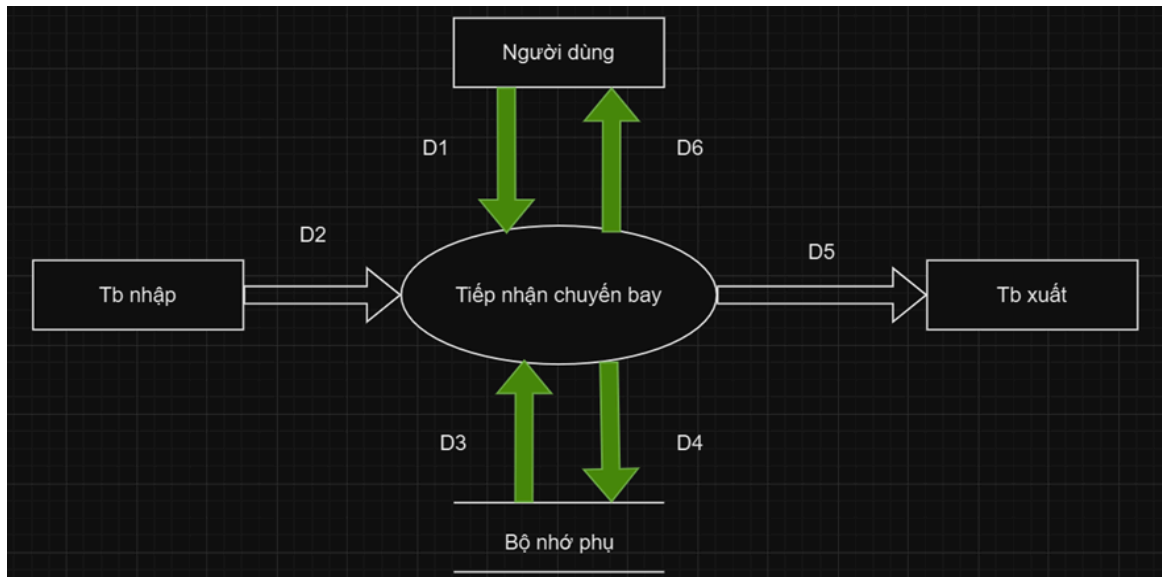 Người dùng
D1
D6
D2
D5
Tb nhập
Tiếp nhận chuyến bay
Tb xuất
D3
D4
Bộ nhớ phụ